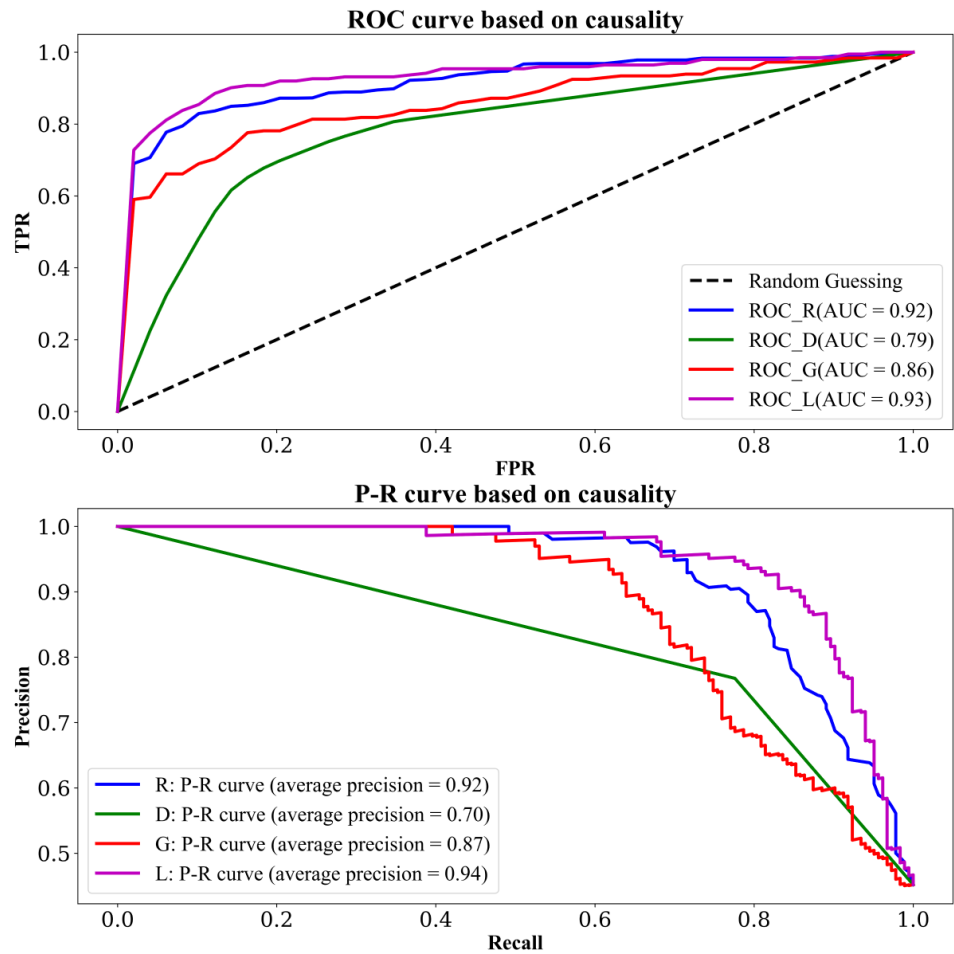 ROC curve based on causality
1.0
0.8
0.6
0.4
0.2
0.0
TPR
Random Guessing
ROC_R(AUC = 0.92)
ROC_D(AUC = 0.79)
ROC_G(AUC = 0.86)
ROC_L(AUC = 0.93)
0.0 0.2 0.4 0.6 0.8 1.0
FPR
P-R curve based on causality
1.0
0.9
0.8
0.7
0.6
0.5
Precision
R: P-R curve (average precision = 0.92)
D: P-R curve (average precision = 0.70)
G: P-R curve (average precision = 0.87)
L: P-R curve (average precision = 0.94)
0.0 0.2 0.4 0.6 0.8 1.0
Recall